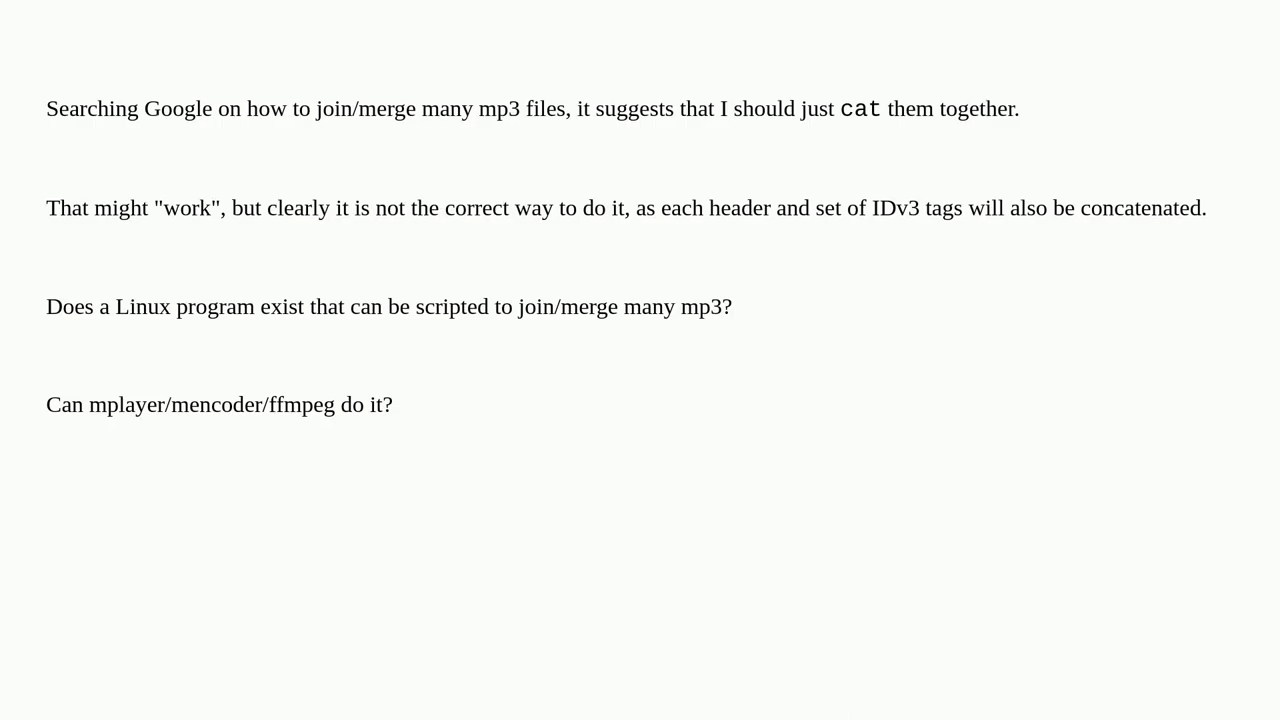 Searching Google on how to join/merge many mp3 files, it suggests that I should just cat them together.
That might "work", but clearly it is not the correct way to do it, as each header and set of IDv3 tags will also be concatenated.
Does a Linux program exist that can be scripted to join/merge many mp3?
Can mplayer/mencoder/ffmpeg do it?